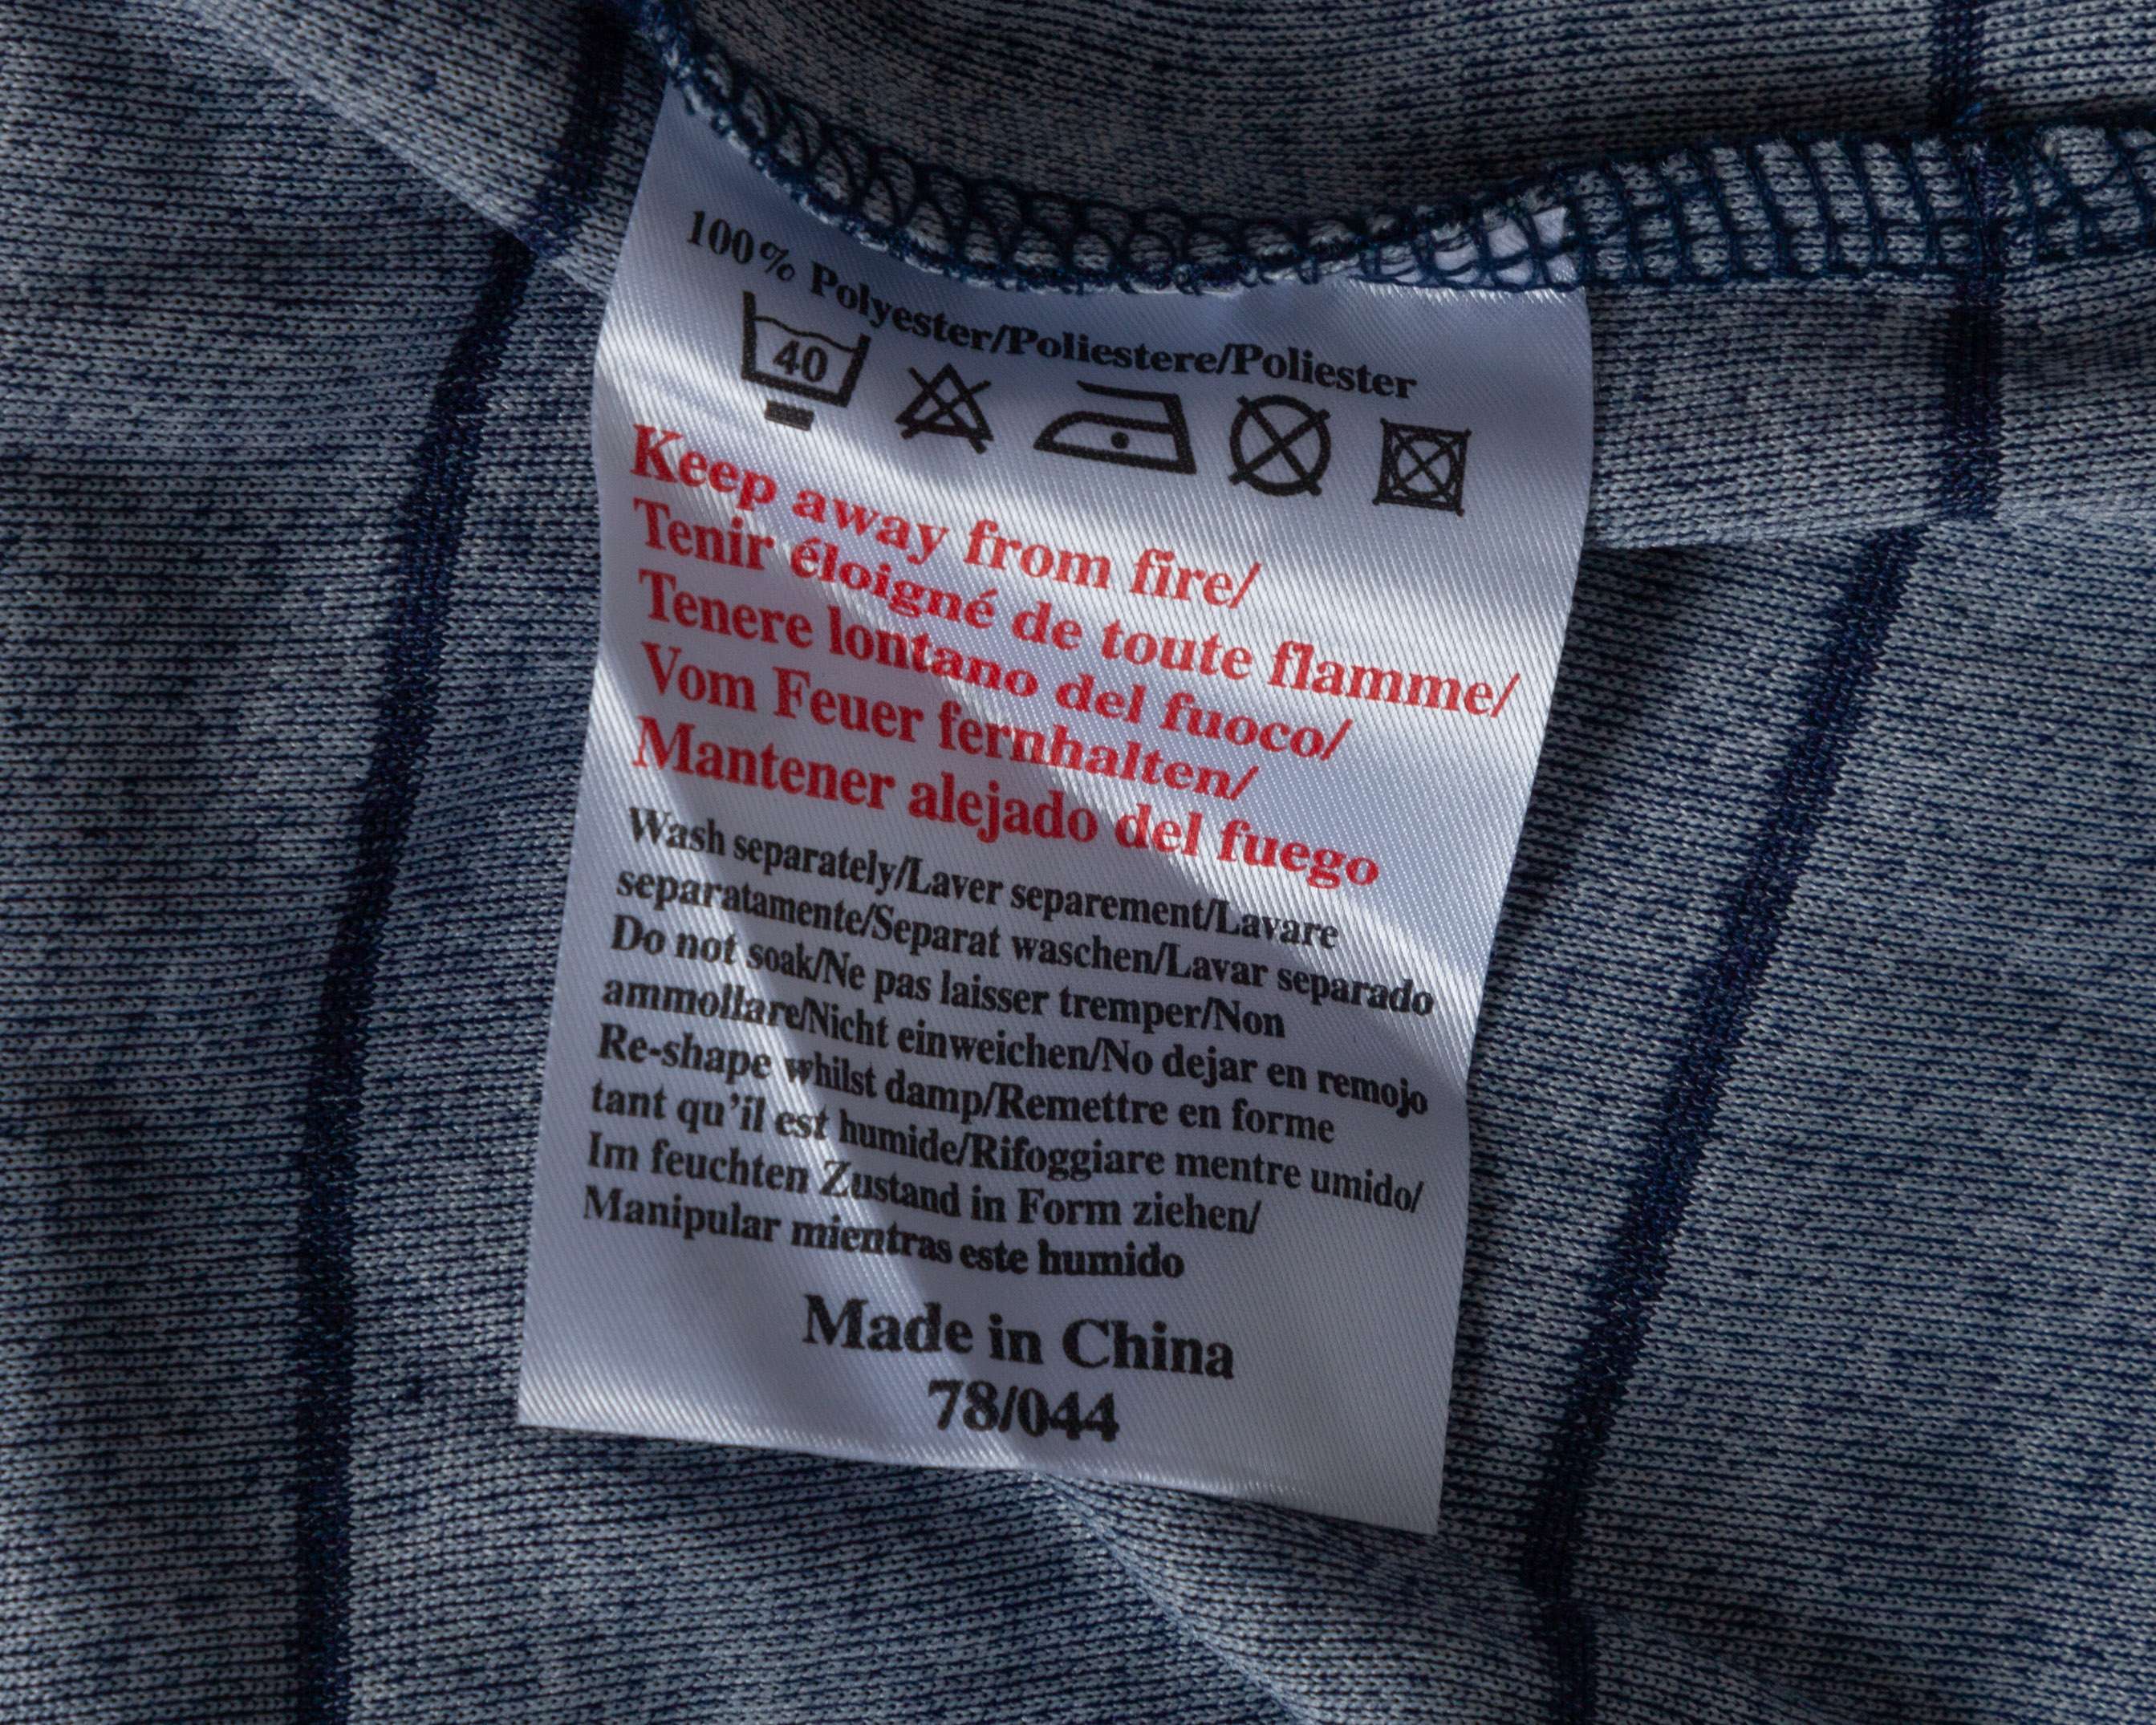 100% Polyester/Poliestere/Poliester
40
Keep away from fire/
Tenir éloigné de toute flamme/
Tenere lontano del fuoco/
Vom Feuer fernhalten/
Mantener alejado del fuego
Wash separately/Laver separement/Lavare
separatamente/Separat waschen/Lavar separado
Do not soak/Ne pas laisser tremper/Non
ammollare/Nicht einweichen/No dejar en remojo
Re-shape whilst damp/Remettre en forme
tant qu'il est humide/Rifoggiare mentre umido/
Im feuchten Zustand in Form ziehen/
Manipular mientras este humido
Made in China
78/044